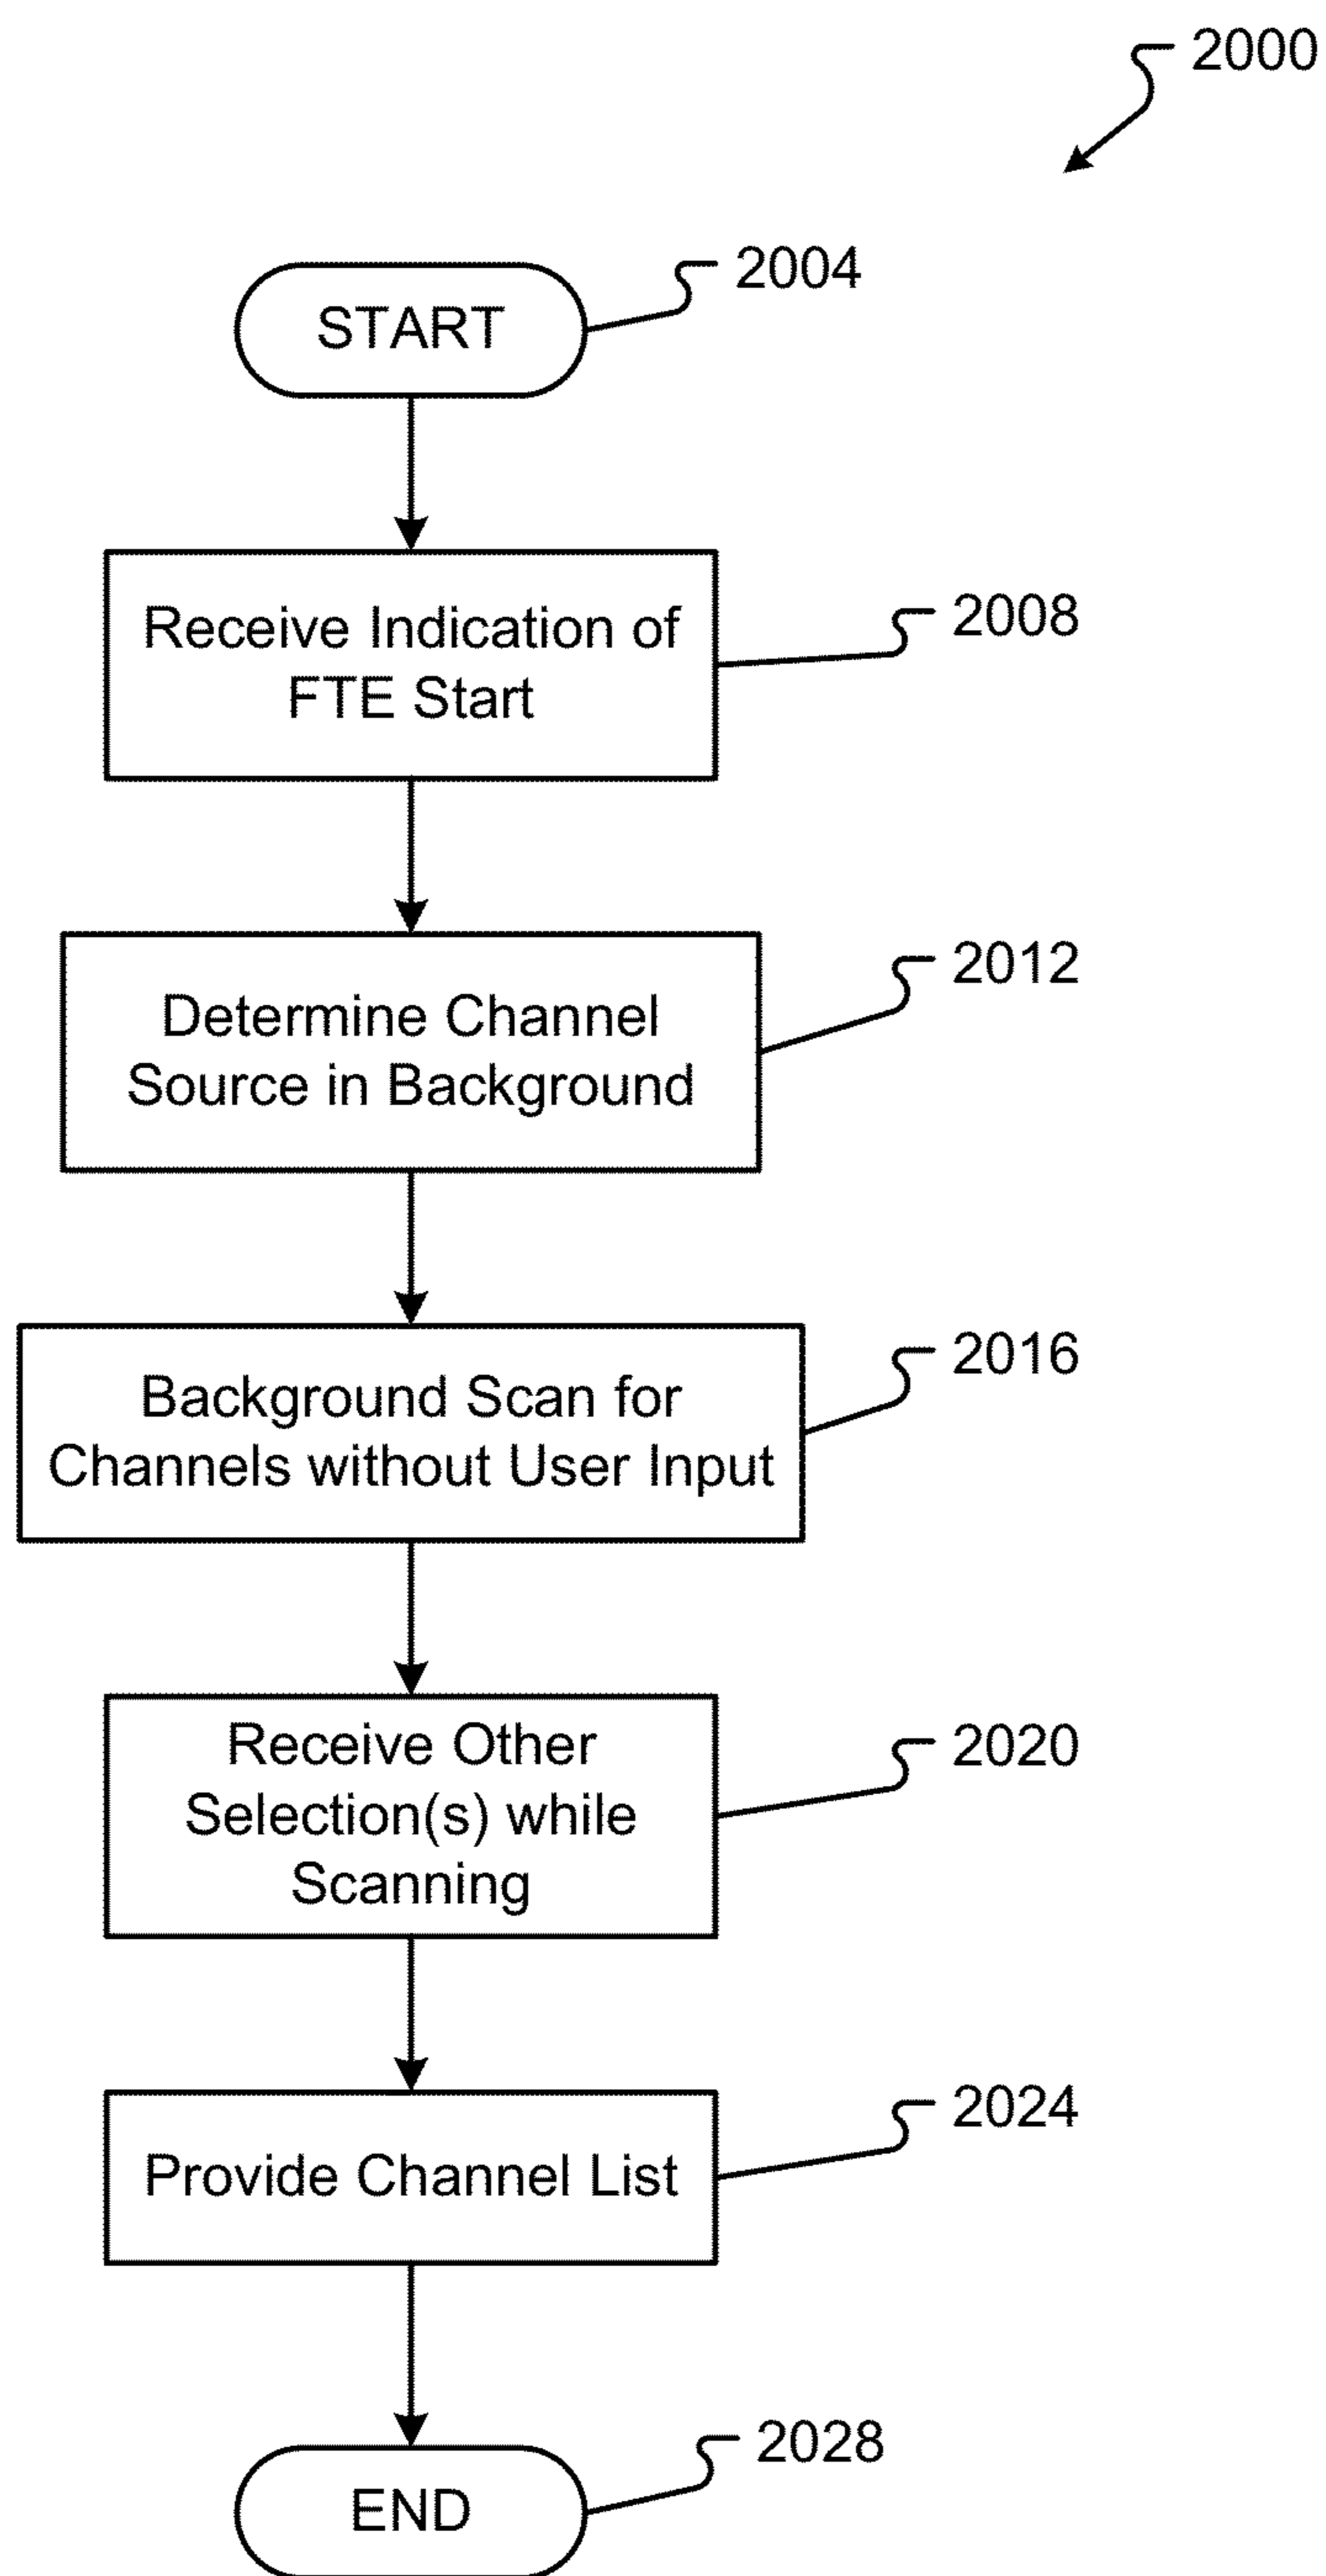 2000
START
2004
Receive Indication of
FTE Start
2008
Determine Channel
Source in Background
2012
Background Scan for
Channels without User Input
2016
Receive Other
Selection(s) while
Scanning
2020
Provide Channel List
2024
END
2028